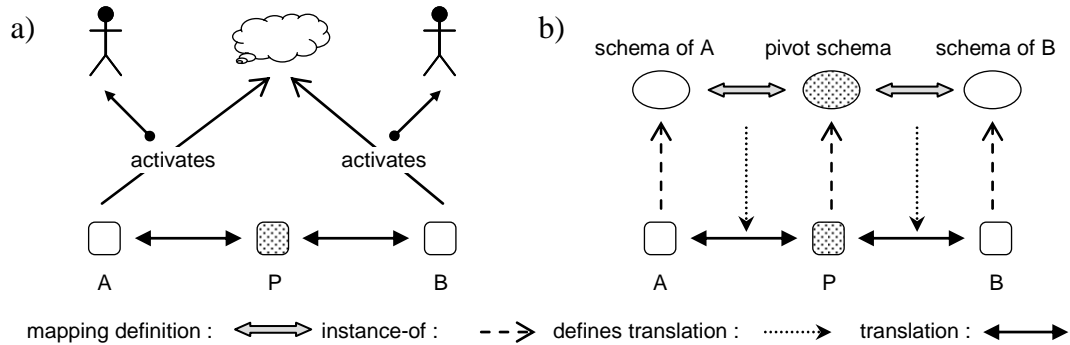 a)
b)
schema of A pivot schema schema of B
activates activates
A P B
A P B
mapping definition : instance-of : defines translation : translation :